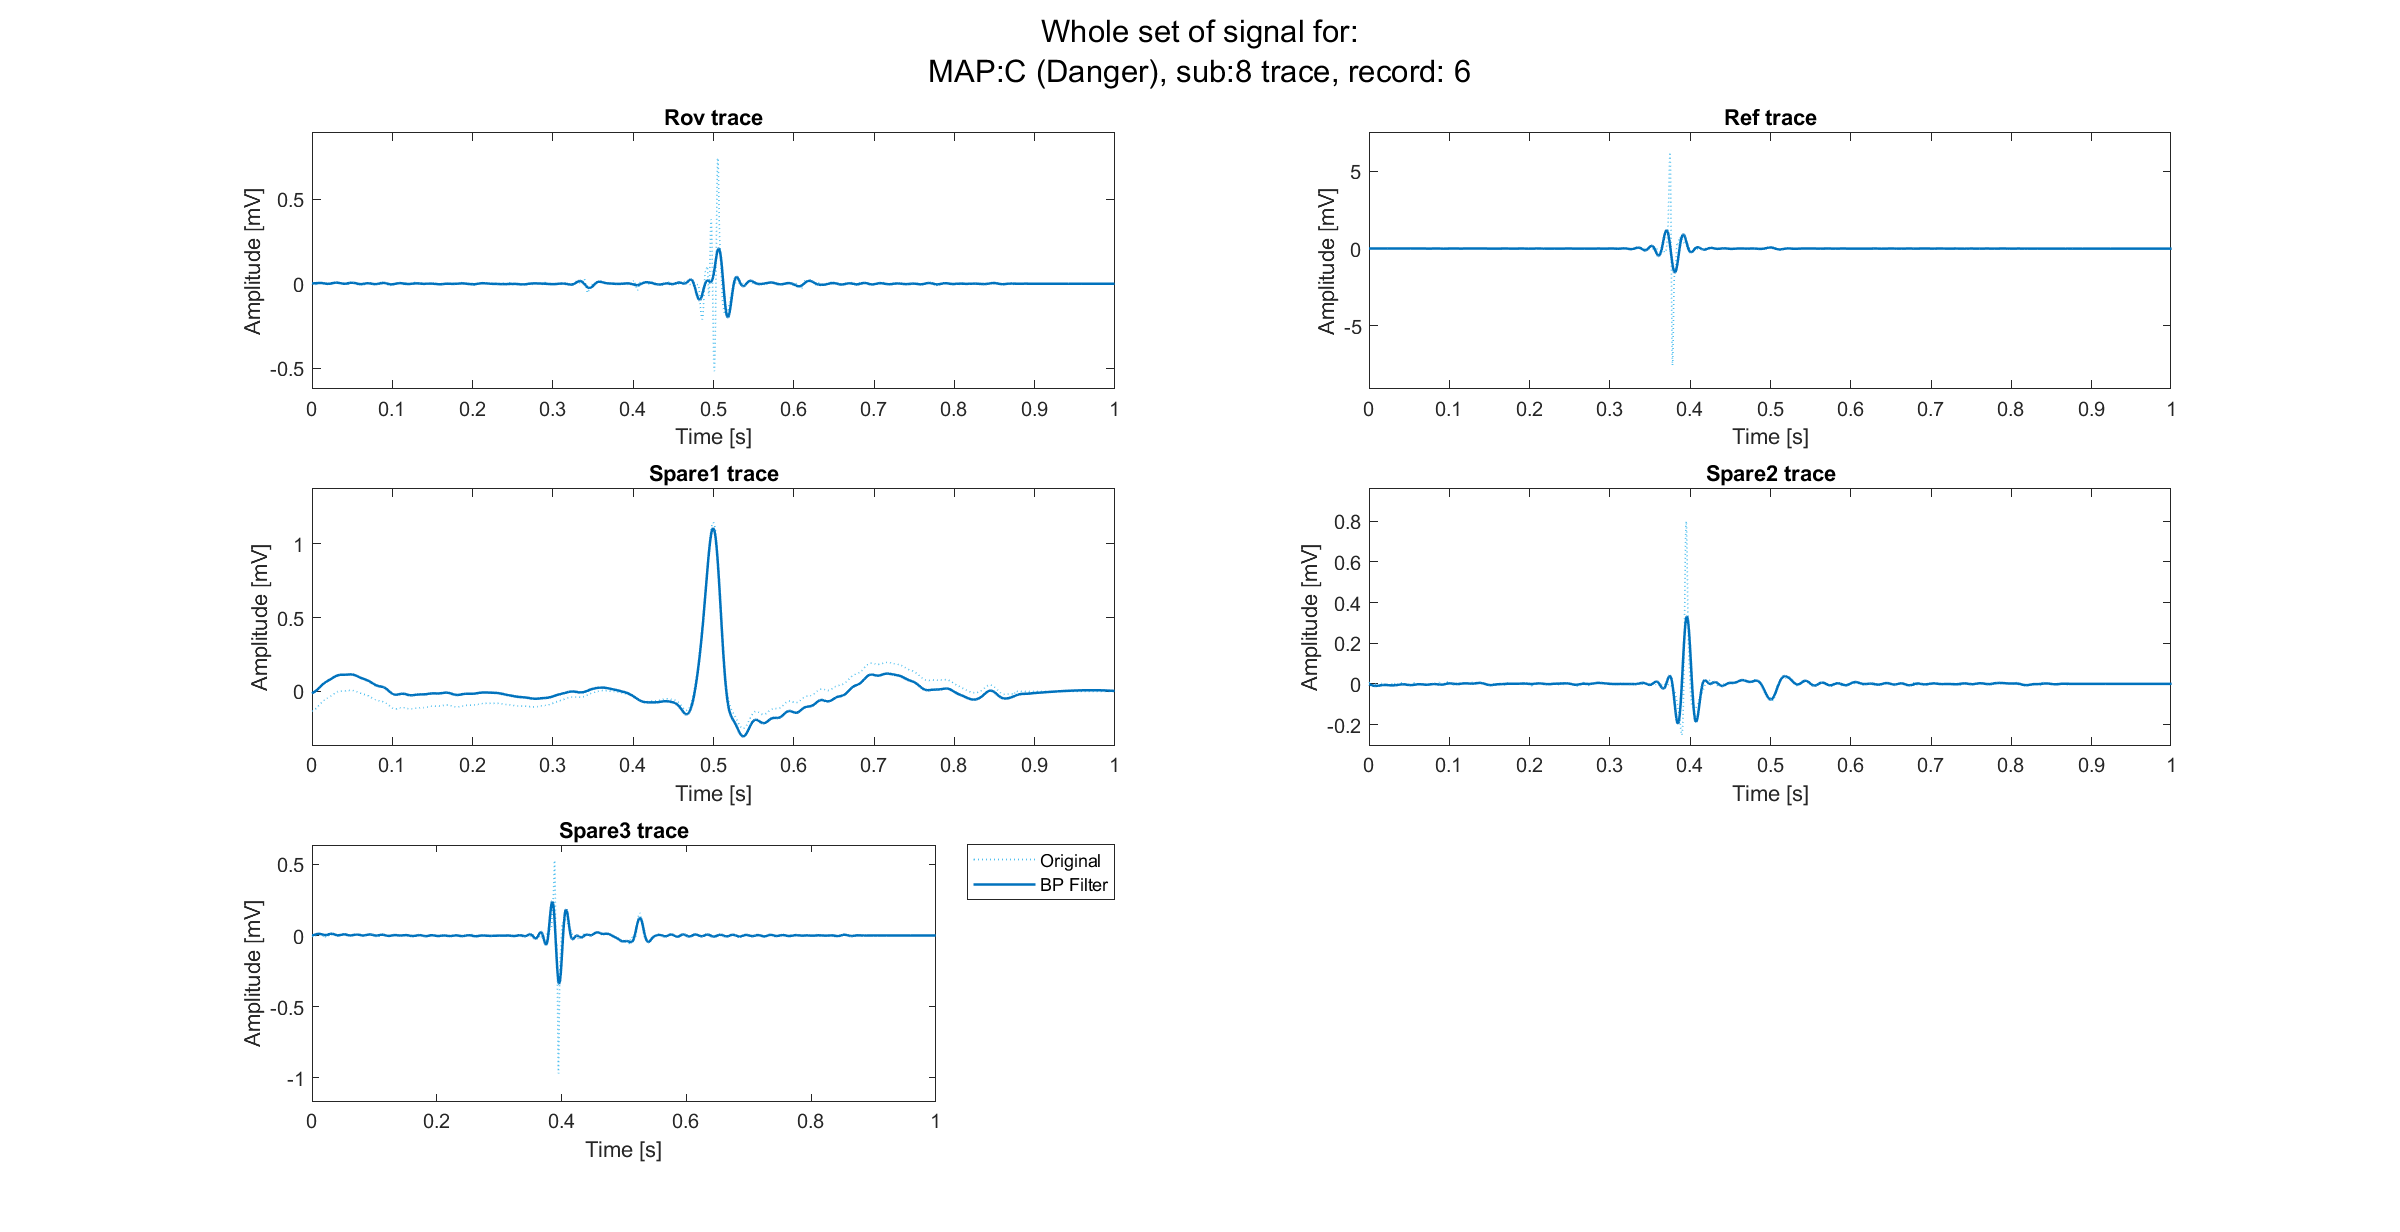 Whole set of signal for:
MAP:C (Danger), sub:8 trace, record: 6
Rov trace
Amplitude [mV]
0.5
0
-0.5
0 0.1 0.2 0.3 0.4 0.5 0.6 0.7 0.8 0.9 1
Time [s]
Ref trace
Amplitude [mV]
5
0
-5
0 0.1 0.2 0.3 0.4 0.5 0.6 0.7 0.8 0.9 1
Time [s]
Spare1 trace
Amplitude [mV]
1
0.5
0
0 0.1 0.2 0.3 0.4 0.5 0.6 0.7 0.8 0.9 1
Time [s]
Spare2 trace
Amplitude [mV]
0.8
0.6
0.4
0.2
0
-0.2
0 0.1 0.2 0.3 0.4 0.5 0.6 0.7 0.8 0.9 1
Time [s]
Spare3 trace
Amplitude [mV]
0.5
0
-0.5
-1
0 0.2 0.4 0.6 0.8 1
Time [s]
Original
BP Filter